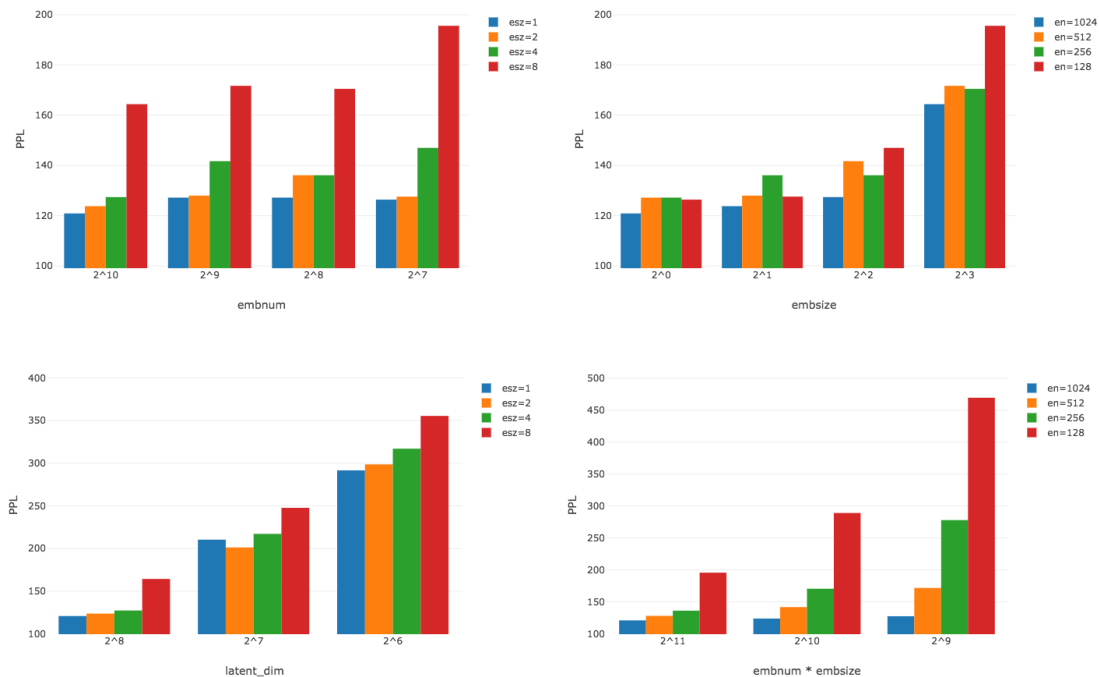 200
180
160
140
120
100
PPL
2^10 2^9 2^8 2^7
embnum
esz=1
esz=2
esz=4
esz=8
200
180
160
140
120
100
PPL
2^0 2^1 2^2 2^3
embsize
en=1024
en=512
en=256
en=128
400
350
300
250
200
150
100
PPL
2^8 2^7 2^6
latent_dim
esz=1
esz=2
esz=4
esz=8
500
450
400
350
300
250
200
150
100
PPL
2^11 2^10 2^9
embnum * embsize
en=1024
en=512
en=256
en=128